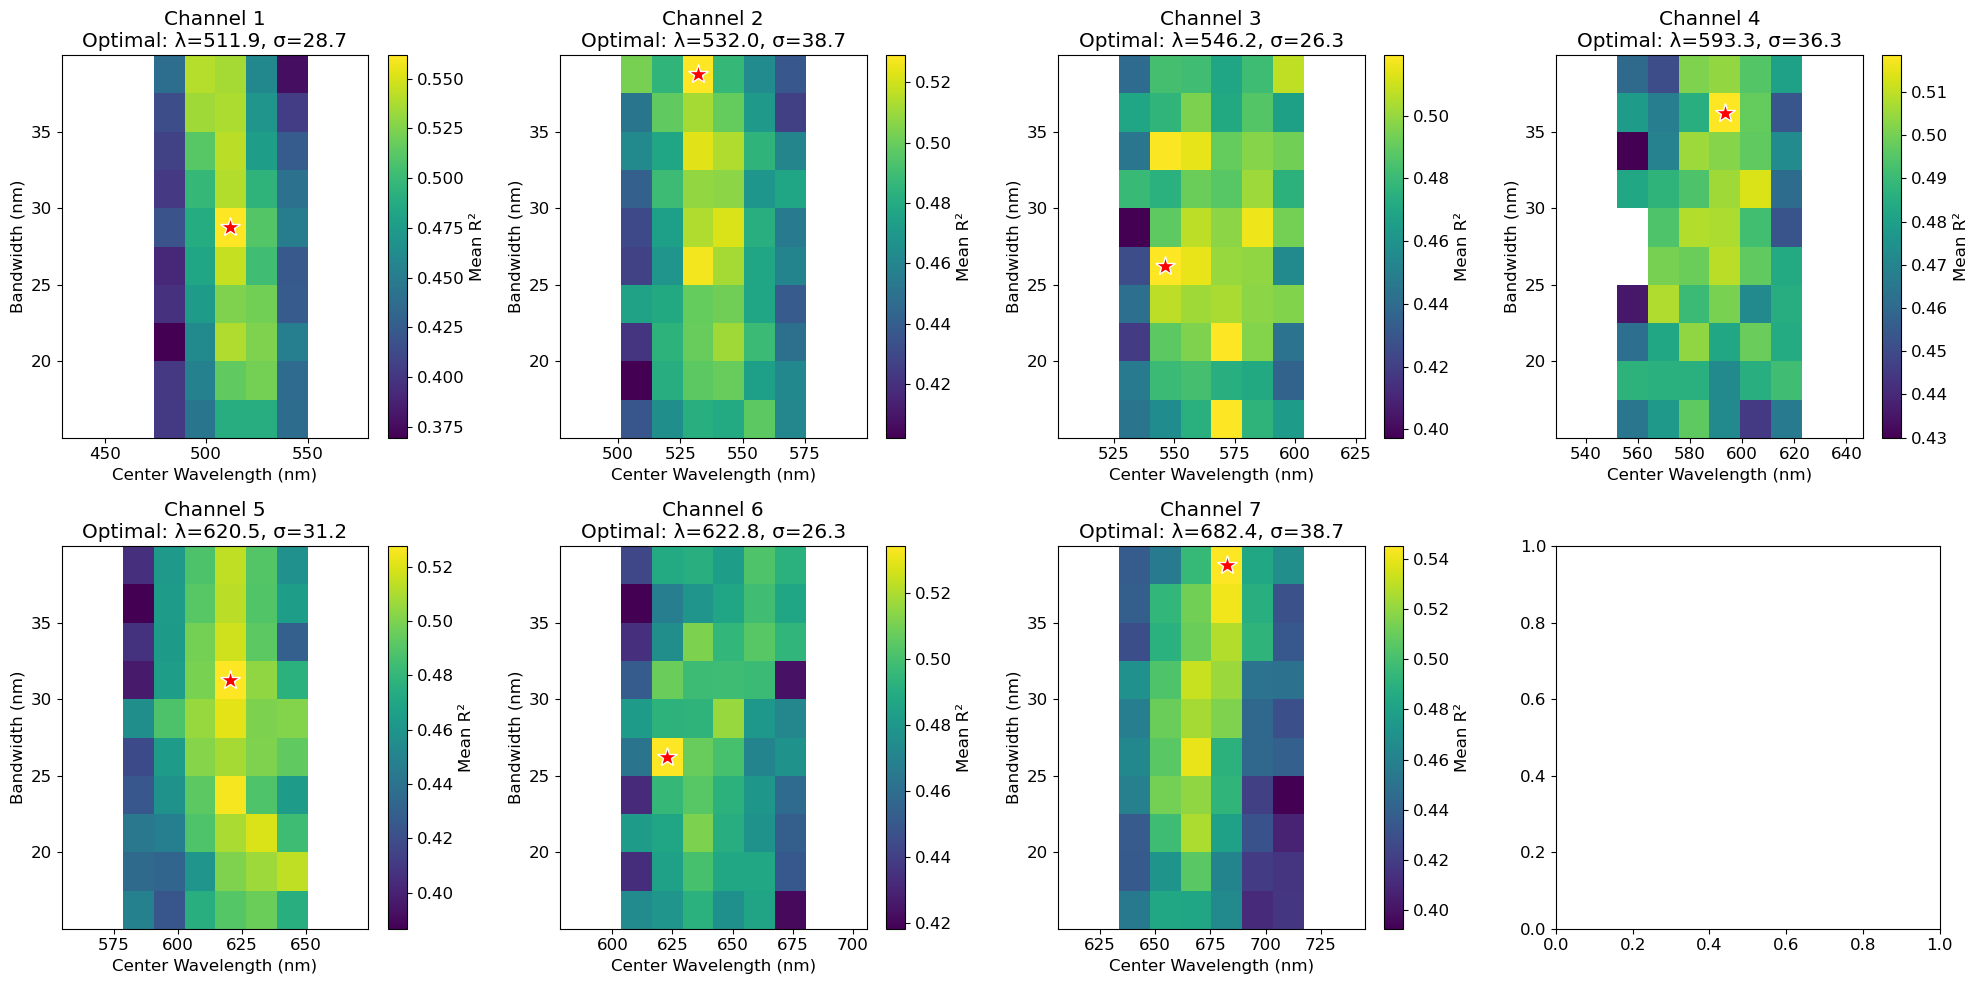 Channel 1
Optimal: λ=511.9, σ=28.7
Bandwidth (nm)
35
30
25
20
450 500 550
Center Wavelength (nm)
0.550
0.525
0.500
0.475
0.450
0.425
0.400
0.375
Mean R²
Channel 2
Optimal: λ=532.0, σ=38.7
Bandwidth (nm)
35
30
25
20
500 525 550 575
Center Wavelength (nm)
0.52
0.50
0.48
0.46
0.44
0.42
Mean R²
Channel 3
Optimal: λ=546.2, σ=26.3
Bandwidth (nm)
35
30
25
20
525 550 575 600 625
Center Wavelength (nm)
0.50
0.48
0.46
0.44
0.42
0.40
Mean R²
Channel 4
Optimal: λ=593.3, σ=36.3
Bandwidth (nm)
35
30
25
20
540 560 580 600 620 640
Center Wavelength (nm)
0.51
0.50
0.49
0.48
0.47
0.46
0.45
0.44
0.43
Mean R²
Channel 5
Optimal: λ=620.5, σ=31.2
Bandwidth (nm)
35
30
25
20
575 600 625 650
Center Wavelength (nm)
0.52
0.50
0.48
0.46
0.44
0.42
0.40
Mean R²
Channel 6
Optimal: λ=622.8, σ=26.3
Bandwidth (nm)
35
30
25
20
600 625 650 675 700
Center Wavelength (nm)
0.52
0.50
0.48
0.46
0.44
0.42
Mean R²
Channel 7
Optimal: λ=682.4, σ=38.7
Bandwidth (nm)
35
30
25
20
625 650 675 700 725
Center Wavelength (nm)
0.54
0.52
0.50
0.48
0.46
0.44
0.42
0.40
Mean R²
1.0
0.8
0.6
0.4
0.2
0.0
0.0 0.2 0.4 0.6 0.8 1.0